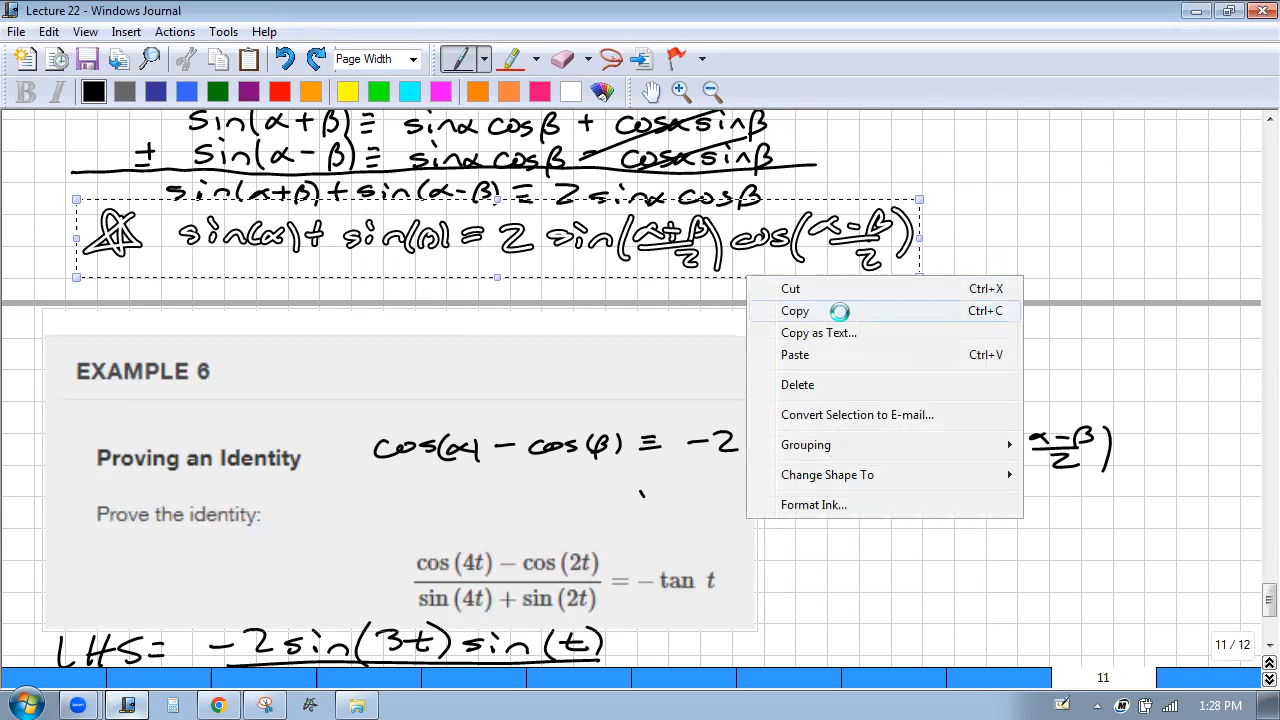 Lecture 22 - Windows Journal
File Edit View Insert Actions Tools Help
Page Width
B I
sin(α+β) ≡ sinα cosβ + cosα sinβ
± sin(α-β) ≡ sinα cosβ - cosα sinβ
sin(α+β) + sin(α-β) ≡ 2 sinα cosβ
sin(α) + sin(β) ≡ 2 sin((α+β)/2) cos((α-β)/2)
Cut Ctrl+X
Copy Ctrl+C
Copy as Text...
Paste Ctrl+V
Delete
Convert Selection to E-mail...
Grouping
Change Shape To
Format Ink...
EXAMPLE 6
cos(α) - cos(β) ≡ -2 (α-β)/2)
Proving an Identity
Prove the identity:
(cos (4t) − cos (2t))/(sin (4t) + sin (2t)) = − tan t
LHS = -2 sin(3t) sin(t)
11 / 12
11
1:28 PM